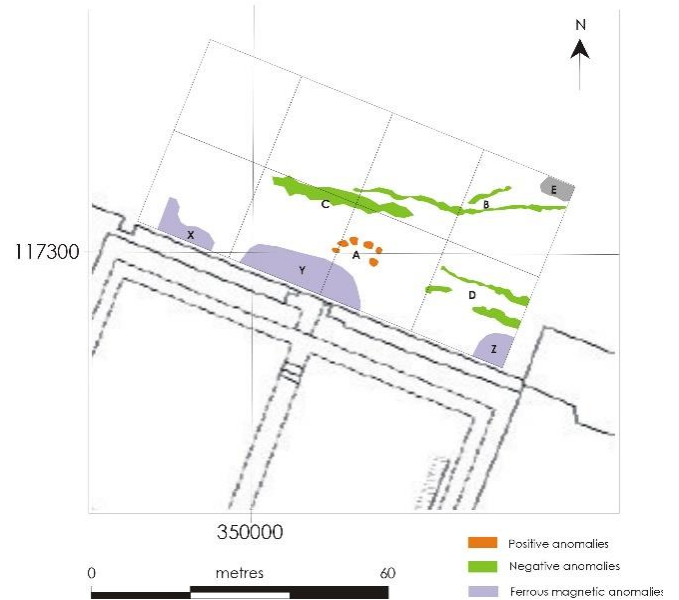 N
E
B
C
X
A
117300
Y
D
Z
350000
Positive anomalies
0 metres 60
Negative anomalies
Ferrous magnetic anomalies